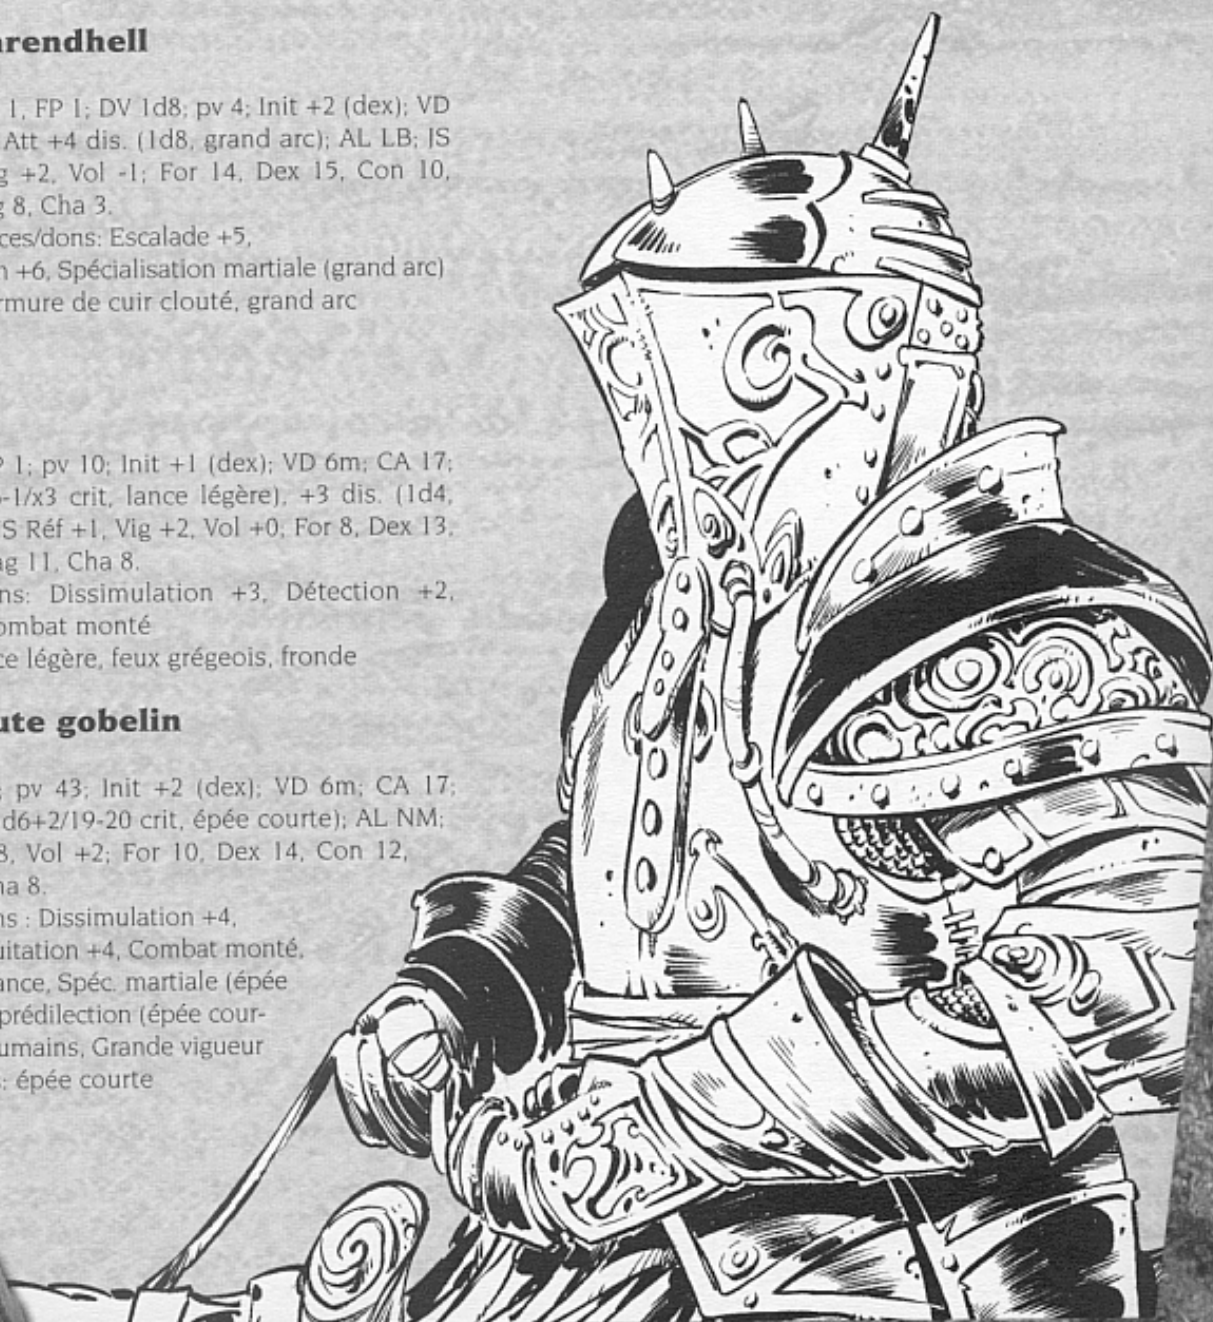 arendhell
1, FP 1; DV 1d8; pv 4; Init +2 (dex); VD
Att +4 dis. (1d8, grand arc); AL LB; JS
g +2, Vol -1; For 14, Dex 15, Con 10,
g 8, Cha 3.
ces/dons: Escalade +5,
n +6, Spécialisation martiale (grand arc)
rmure de cuir clouté, grand arc
P 1; pv 10; Init +1 (dex); VD 6m; CA 17;
6-1/x3 crit, lance légère), +3 dis. (1d4,
S Réf +1, Vig +2, Vol +0; For 8, Dex 13,
ag 11, Cha 8.
ns: Dissimulation +3, Détection +2,
ombat monté
ce légère, feux grégeois, fronde
ute gobelin
; pv 43; Init +2 (dex); VD 6m; CA 17;
d6+2/19-20 crit, épée courte); AL NM;
8, Vol +2; For 10, Dex 14, Con 12,
ha 8.
ns : Dissimulation +4,
uitation +4, Combat monté,
ance, Spéc. martiale (épée
prédilection (épée cour-
umains, Grande vigueur
s: épée courte